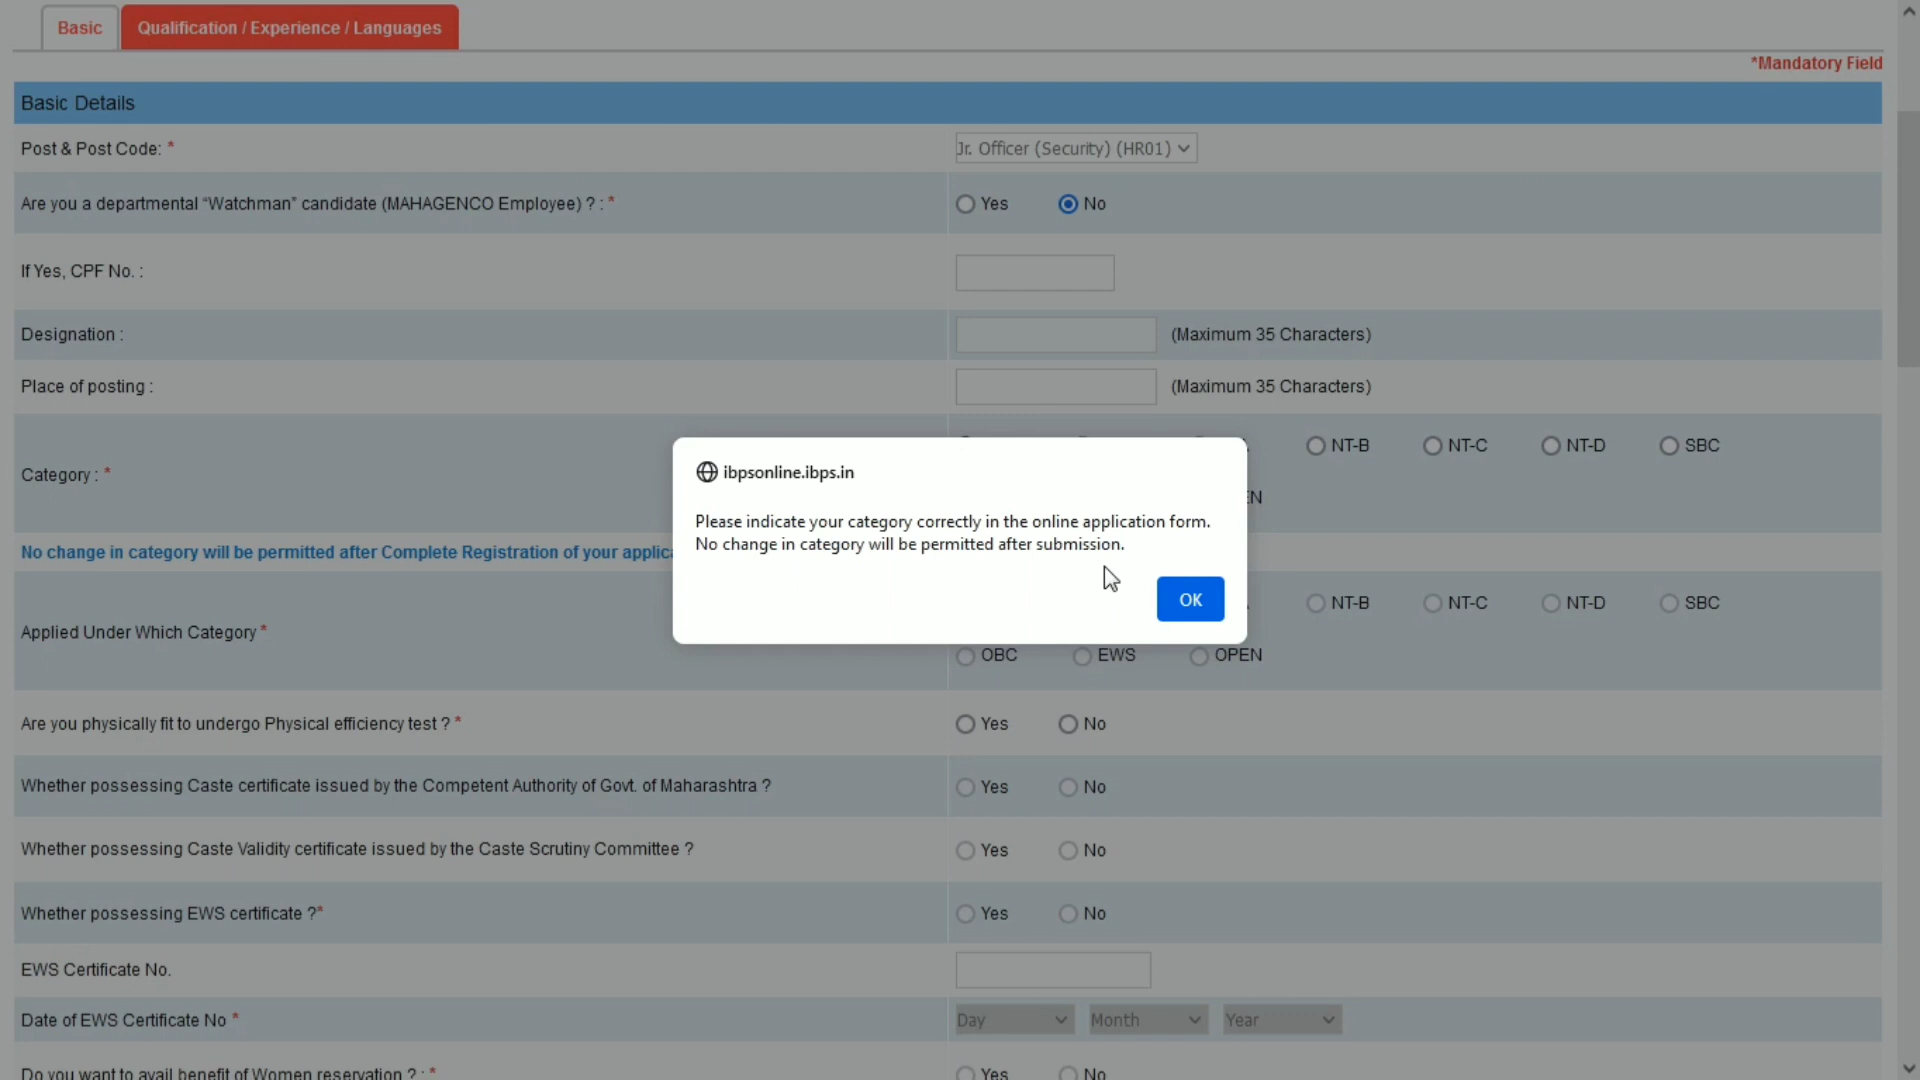 Basic Qualification / Experience / Languages
*Mandatory Field
Basic Details
Post & Post Code: * Jr. Officer (Security) (HR01)
Are you a departmental “Watchman” candidate (MAHAGENCO Employee) ? : * Yes No
If Yes, CPF No. :
Designation : (Maximum 35 Characters)
Place of posting : (Maximum 35 Characters)
NT-B NT-C NT-D SBC
Category : *
ibpsonline.ibps.in
Please indicate your category correctly in the online application form.
No change in category will be permitted after submission.
OK
No change in category will be permitted after Complete Registration of your
NT-B NT-C NT-D SBC
Applied Under Which Category *
OBC EWS OPEN
Are you physically fit to undergo Physical efficiency test ? * Yes No
Whether possessing Caste certificate issued by the Competent Authority of Govt. of Maharashtra ? Yes No
Whether possessing Caste Validity certificate issued by the Caste Scrutiny Committee ? Yes No
Whether possessing EWS certificate ?* Yes No
EWS Certificate No.
Date of EWS Certificate No * Day Month Year
Do you want to avail benefit of Women reservation ? : * Yes No